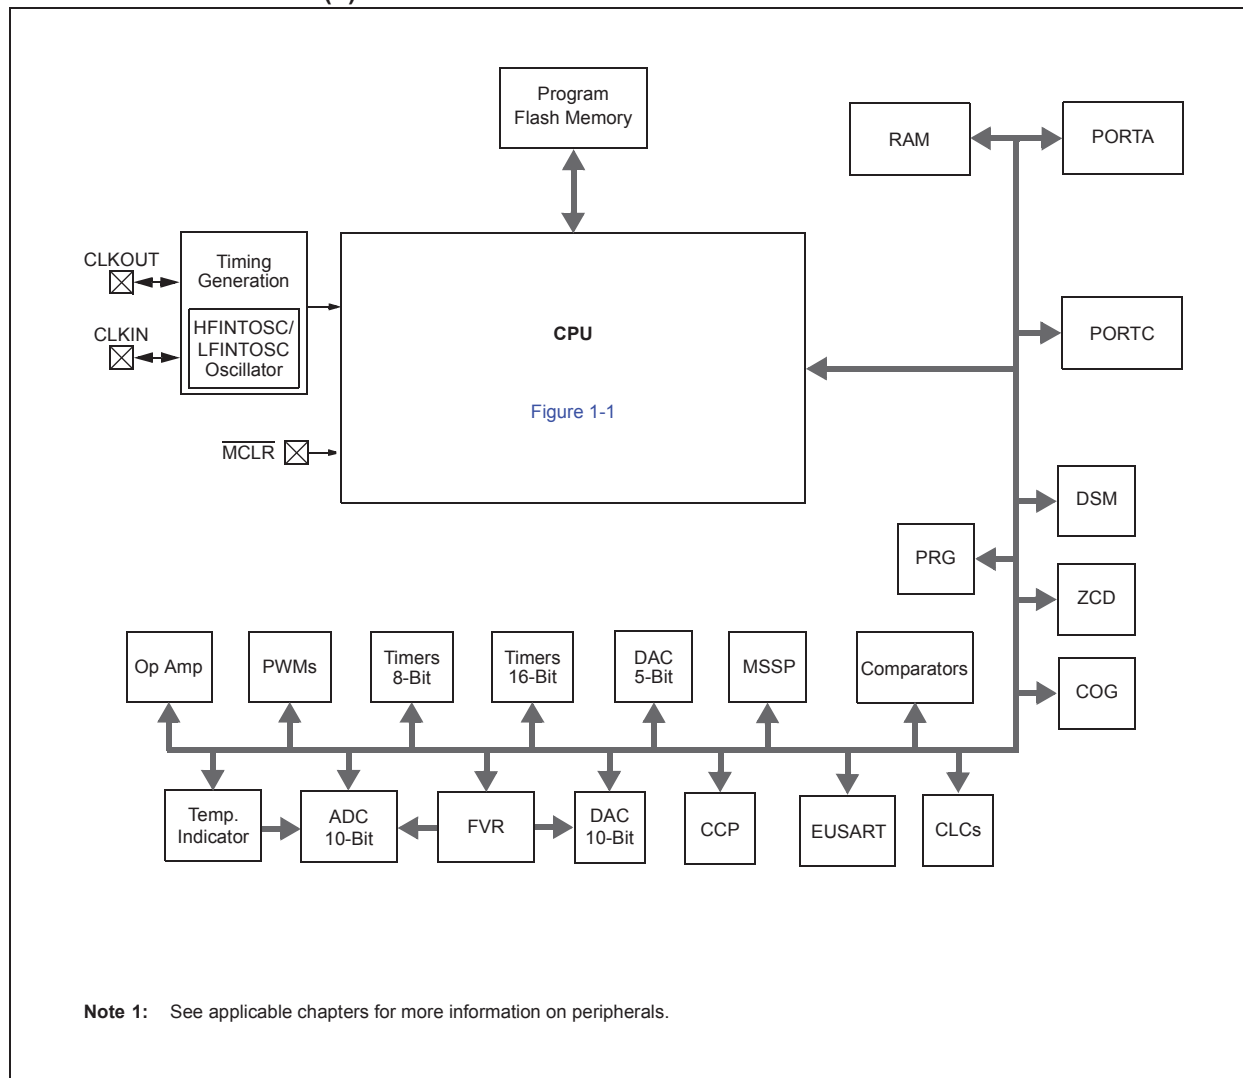 Program
Flash Memory
RAM
PORTA
CLKOUT
Timing
Generation
CLKIN
HFINTOSC/
LFINTOSC
Oscillator
CPU
PORTC
Figure 1-1
MCLR
DSM
PRG
ZCD
Op Amp
PWMs
Timers
8-Bit
Timers
16-Bit
DAC
5-Bit
MSSP
Comparators
COG
Temp.
Indicator
ADC
10-Bit
FVR
DAC
10-Bit
CCP
EUSART
CLCs
Note 1: See applicable chapters for more information on peripherals.